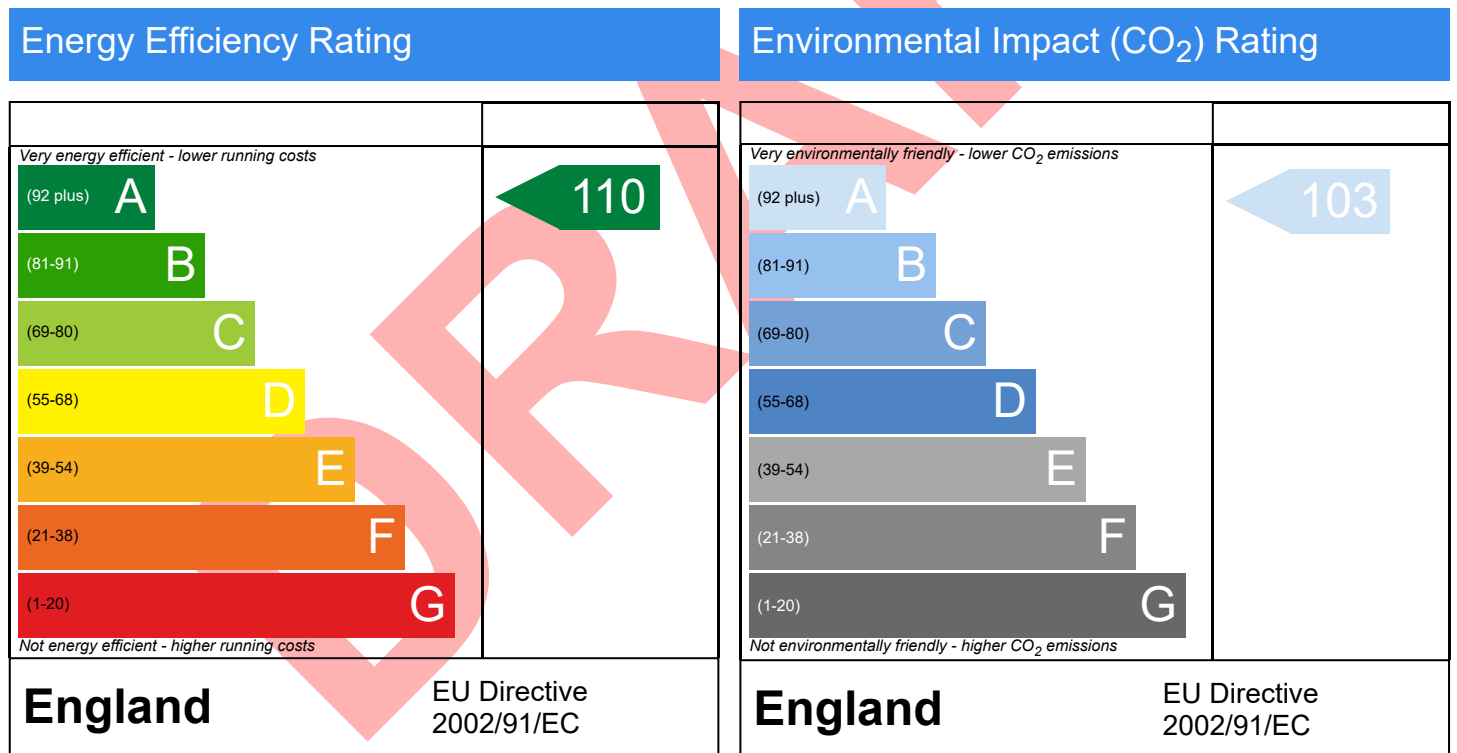 Energy Efficiency Rating
Very energy efficient - lower running costs
(92 plus) A
110
(81-91) B
(69-80) C
(55-68) D
(39-54) E
(21-38) F
(1-20) G
Not energy efficient - higher running costs
England
EU Directive
2002/91/EC
Environmental Impact (CO₂) Rating
Very environmentally friendly - lower CO₂ emissions
(92 plus) A
103
(81-91) B
(69-80) C
(55-68) D
(39-54) E
(21-38) F
(1-20) G
Not environmentally friendly - higher CO₂ emissions
England
EU Directive
2002/91/EC